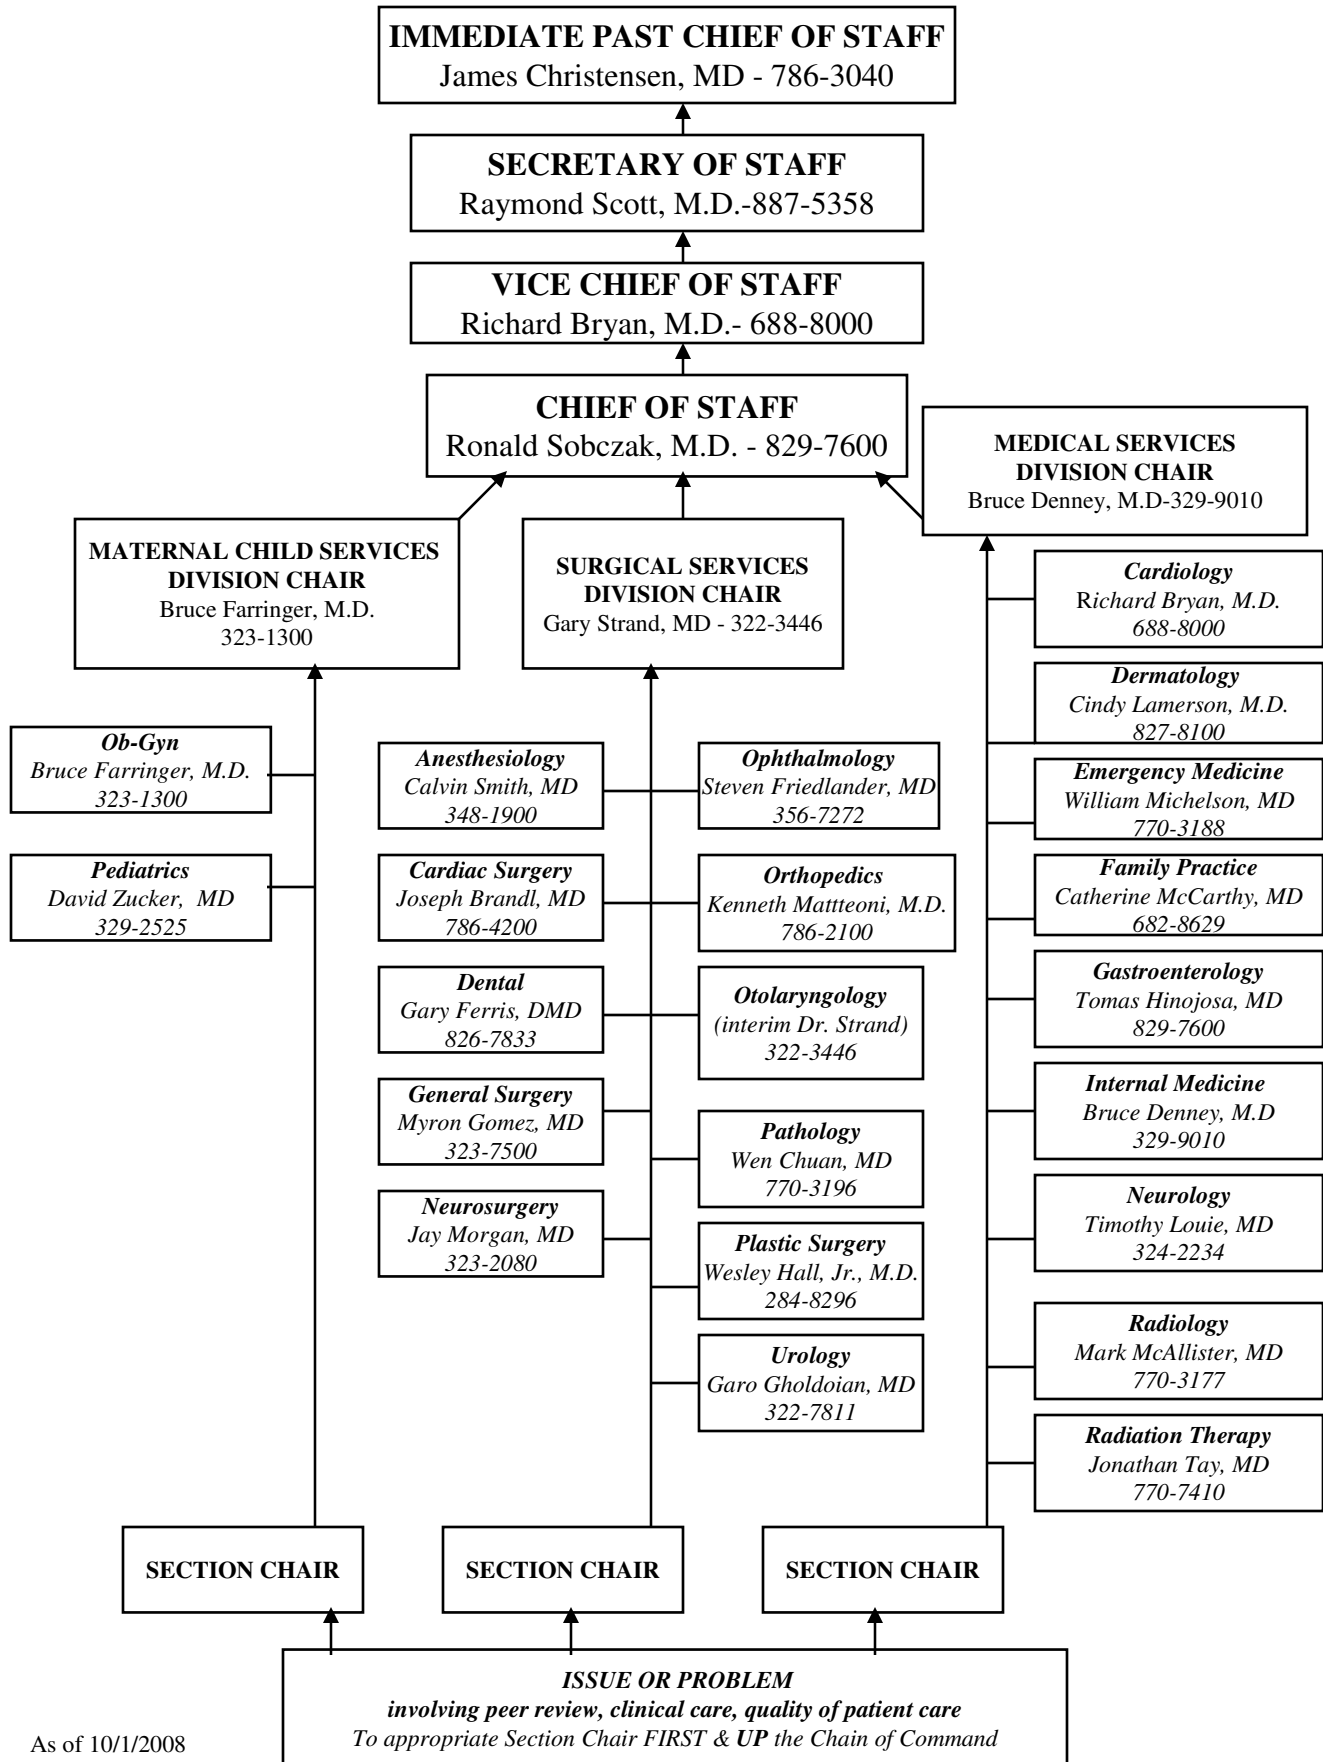 IMMEDIATE PAST CHIEF OF STAFF
James Christensen, MD - 786-3040
SECRETARY OF STAFF
Raymond Scott, M.D.-887-5358
VICE CHIEF OF STAFF
Richard Bryan, M.D.- 688-8000
CHIEF OF STAFF
Ronald Sobczak, M.D. - 829-7600
MEDICAL SERVICES
DIVISION CHAIR
Bruce Denney, M.D-329-9010
MATERNAL CHILD SERVICES
DIVISION CHAIR
Bruce Farringer, M.D.
323-1300
SURGICAL SERVICES
DIVISION CHAIR
Gary Strand, MD - 322-3446
Ob-Gyn
Bruce Farringer, M.D.
323-1300
Pediatrics
David Zucker,  MD
329-2525
Anesthesiology
Calvin Smith, MD
348-1900
Cardiac Surgery
Joseph Brandl, MD
786-4200
Dental
Gary Ferris, DMD
826-7833
General Surgery
Myron Gomez, MD
323-7500
Neurosurgery
Jay Morgan, MD
323-2080
Ophthalmology
Steven Friedlander, MD
356-7272
Orthopedics
Kenneth Mattteoni, M.D.
786-2100
Otolaryngology
(interim Dr. Strand)
322-3446
Pathology
Wen Chuan, MD
770-3196
Plastic Surgery
Wesley Hall, Jr., M.D.
284-8296
Urology
Garo Gholdoian, MD
322-7811
Cardiology
Richard Bryan, M.D.
688-8000
Dermatology
Cindy Lamerson, M.D.
827-8100
Emergency Medicine
William Michelson, MD
770-3188
Family Practice
Catherine McCarthy, MD
682-8629
Gastroenterology
Tomas Hinojosa, MD
829-7600
Internal Medicine
Bruce Denney, M.D
329-9010
Neurology
Timothy Louie, MD
324-2234
Radiology
Mark McAllister, MD
770-3177
Radiation Therapy
Jonathan Tay, MD
770-7410
SECTION CHAIR
SECTION CHAIR
SECTION CHAIR
ISSUE OR PROBLEM
involving peer review, clinical care, quality of patient care
To appropriate Section Chair FIRST & UP the Chain of Command
As of 10/1/2008